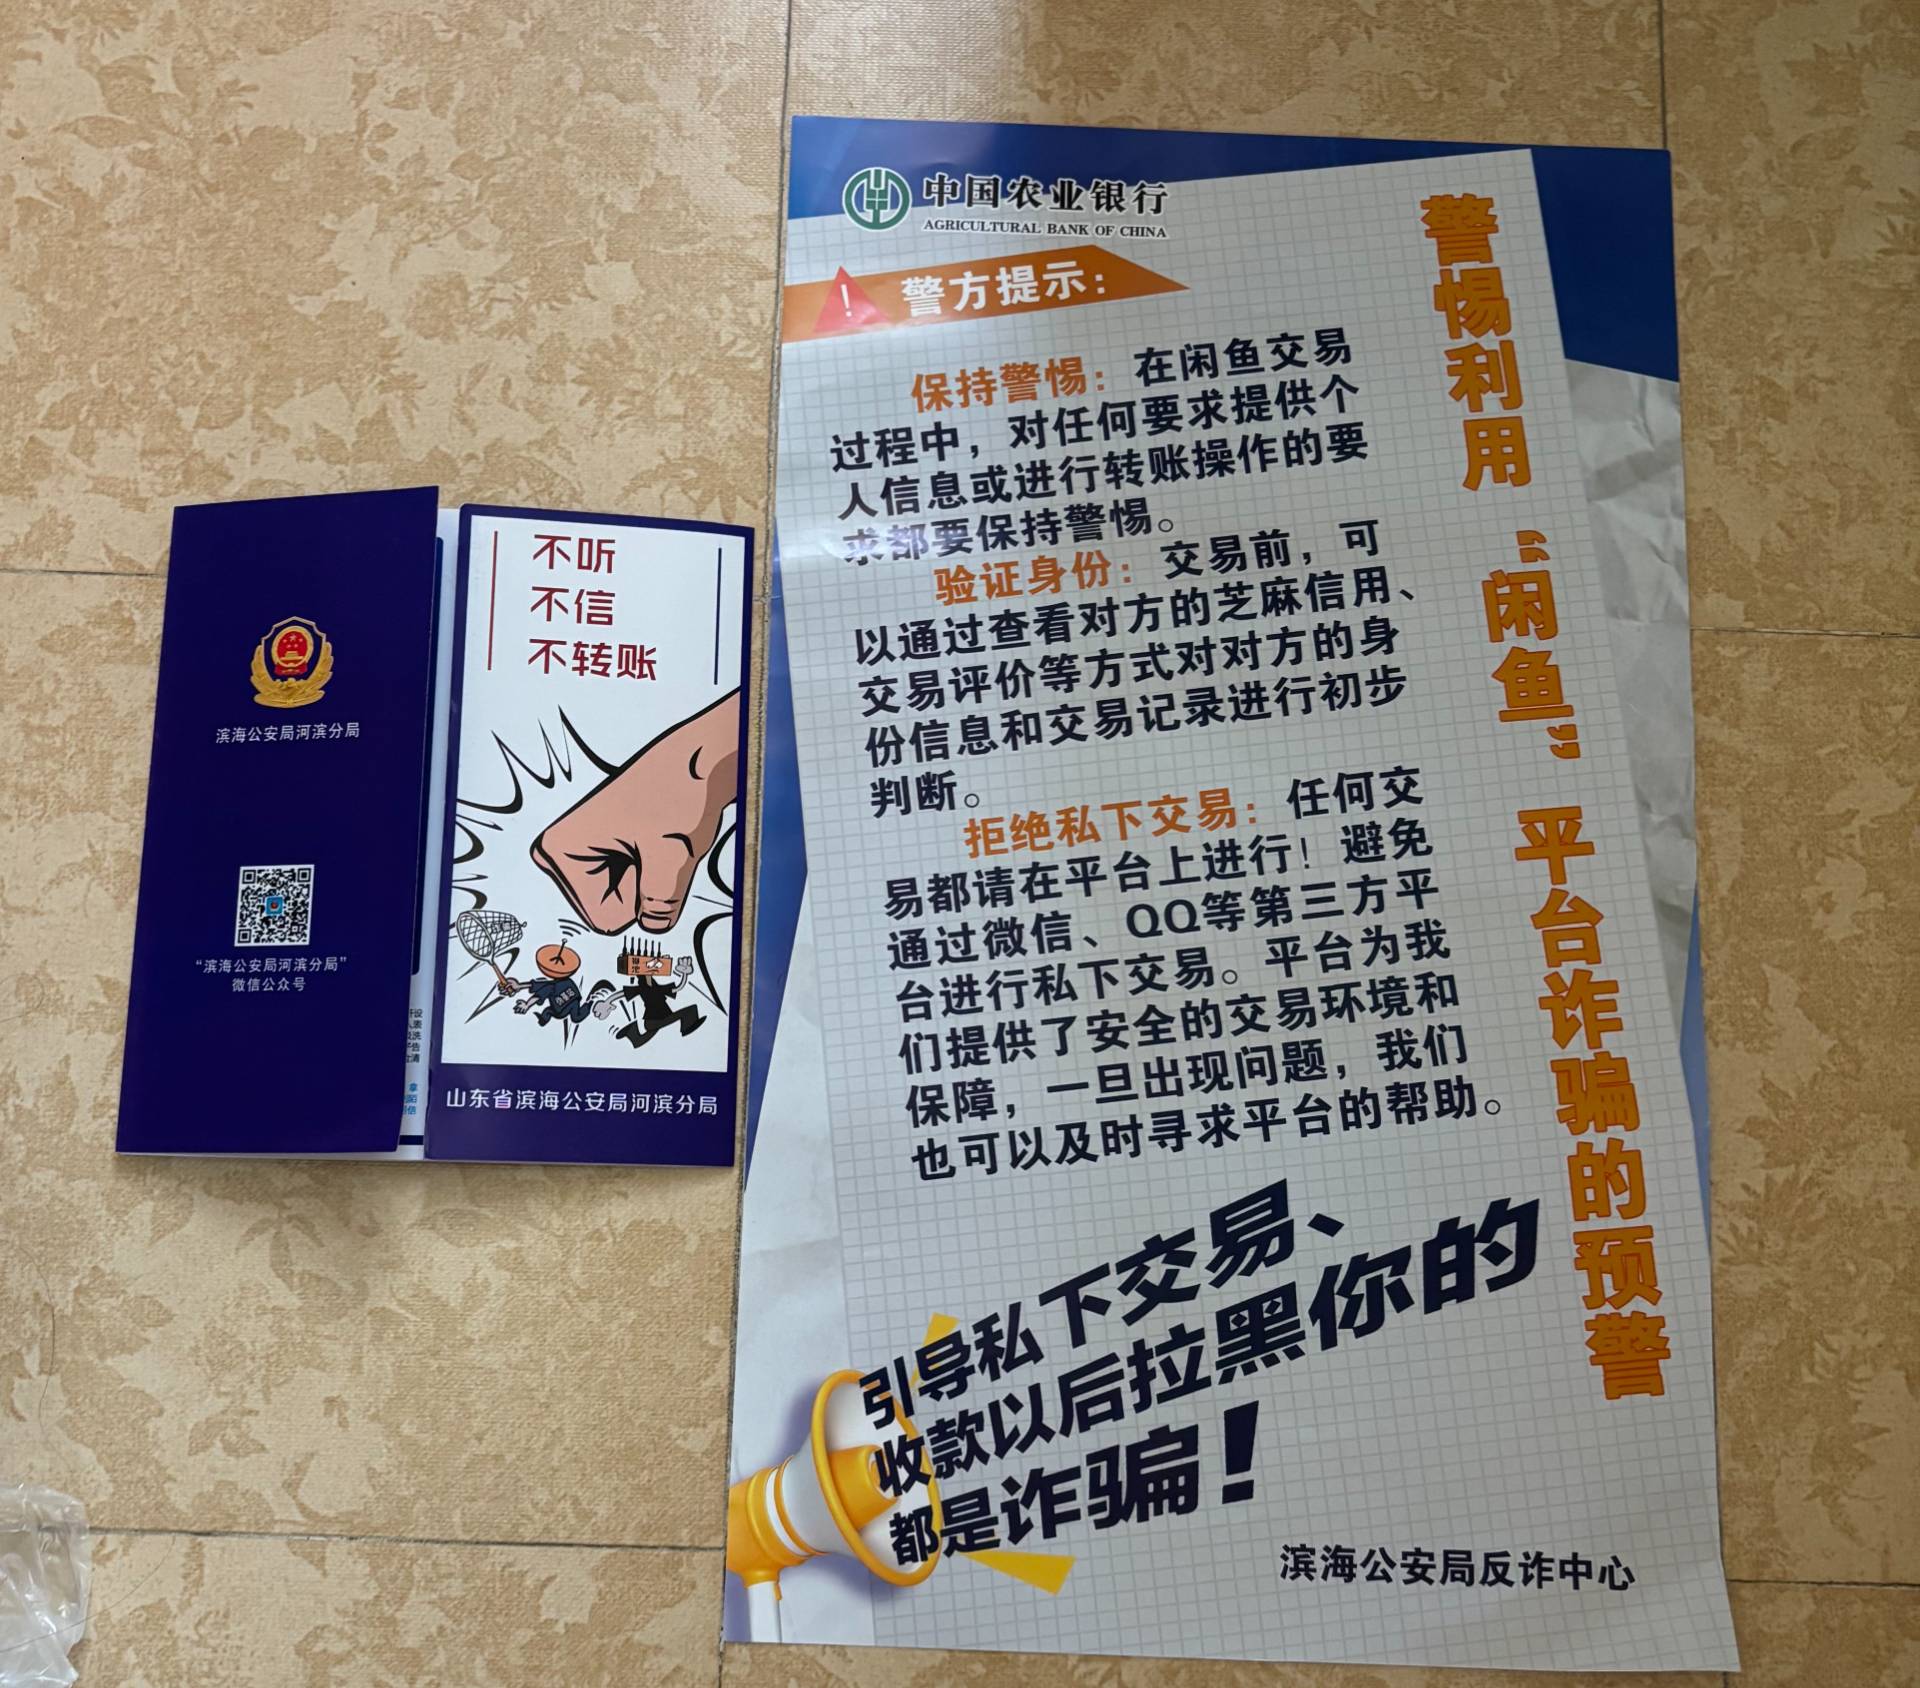 滨海公安局河滨分局
“滨海公安局河滨分局”
微信公众号
不听
不信
不转账
伪基站
山东省滨海公安局河滨分局
中国农业银行
AGRICULTURAL BANK OF CHINA
警方提示：
保持警惕：在闲鱼交易
过程中，对任何要求提供个
人信息或进行转账操作的要
求都要保持警惕。
验证身份：交易前，可
以通过查看对方的芝麻信用、
交易评价等方式对对方的身
份信息和交易记录进行初步
判断。
拒绝私下交易：任何交
易都请在平台上进行！避免
通过微信、QQ等第三方平
台进行私下交易。平台为我
们提供了安全的交易环境和
保障，一旦出现问题，我们
也可以及时寻求平台的帮助。
警惕利用“闲鱼”平台诈骗的预警
引导私下交易、
收款以后拉黑你的
都是诈骗！
滨海公安局反诈中心